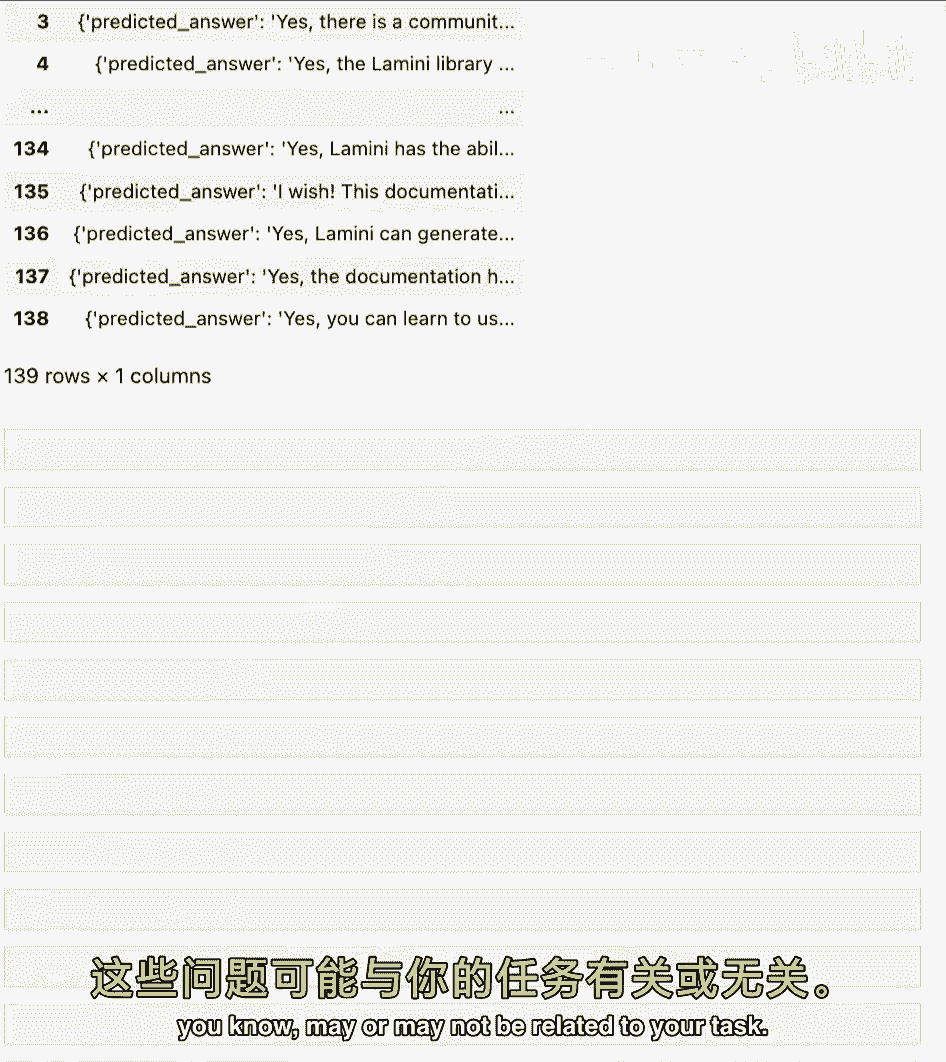 3 {'predicted_answer': 'Yes, there is a communit...
4 {'predicted_answer': 'Yes, the Lamini library ...
... ...
134 {'predicted_answer': 'Yes, Lamini has the abil...
135 {'predicted_answer': 'I wish! This documentati...
136 {'predicted_answer': 'Yes, Lamini can generate...
137 {'predicted_answer': 'Yes, the documentation h...
138 {'predicted_answer': 'Yes, you can learn to us...
139 rows × 1 columns
这些问题可能与你的任务有关或无关。
you know, may or may not be related to your task.